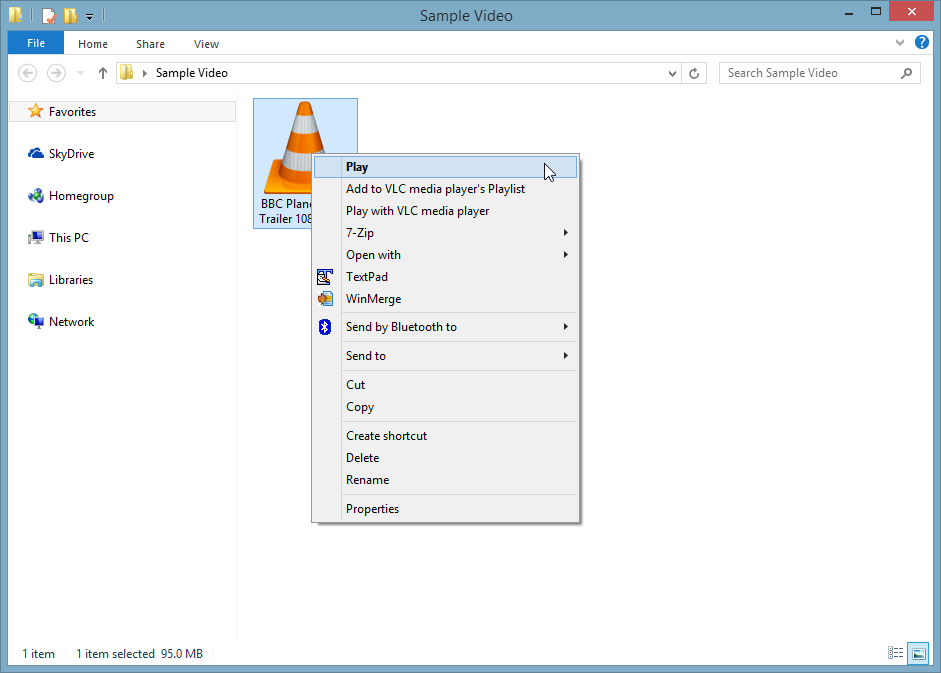 Sample Video
File Home Share View
Sample Video
Search Sample Video
Favorites
SkyDrive
Homegroup
This PC
Libraries
Network
BBC Plane
Trailer 108
Play
Add to VLC media player's Playlist
Play with VLC media player
7-Zip
Open with
TextPad
WinMerge
Send by Bluetooth to
Send to
Cut
Copy
Create shortcut
Delete
Rename
Properties
1 item 1 item selected 95.0 MB